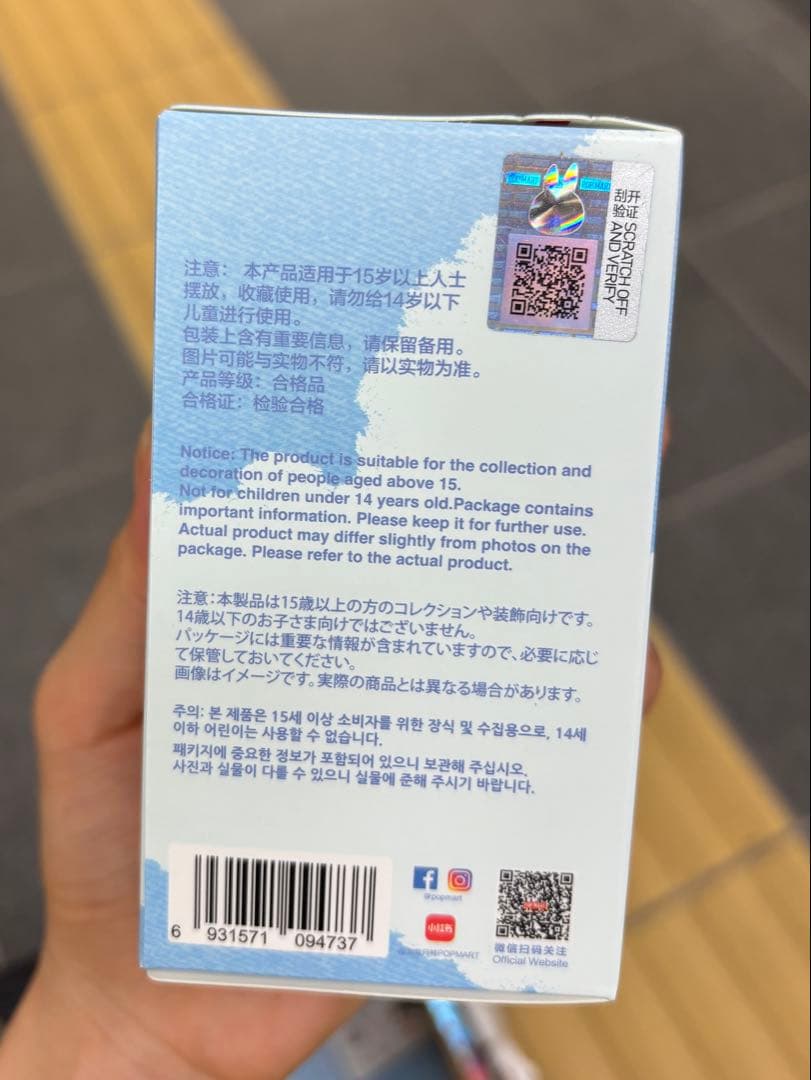 开证
刮验
SCRATCH OFF
AND VERIFY
注意： 本产品适用于15岁以上人士
摆放，收藏使用，请勿给14岁以下
儿童进行使用。
包装上含有重要信息，请保留备用。
图片可能与实物不符，请以实物为准。
产品等级：合格品
合格证：检验合格
Notice: The product is suitable for the collection and
decoration of people aged above 15.
Not for children under 14 years old.Package contains
important information. Please keep it for further use.
Actual product may differ slightly from photos on the
package. Please refer to the actual product.
注意：本製品は15歳以上の方のコレクションや装飾向けです。
14歳以下のお子さま向けではございません。
パッケージには重要な情報が含まれていますので、必要に応じ
て保管しておいてください。
画像はイメージです。実際の商品とは異なる場合があります。
주의: 본 제품은 15세 이상 소비자를 위한 장식 및 수집용으로, 14세
이하 어린이는 사용할 수 없습니다.
패키지에 중요한 정보가 포함되어 있으니 보관해 주십시오.
사진과 실물이 다를 수 있으니 실물에 준해 주시기 바랍니다.
6 931571 094737
@popmart
小红书
POPMART
微信扫码关注
Official Website